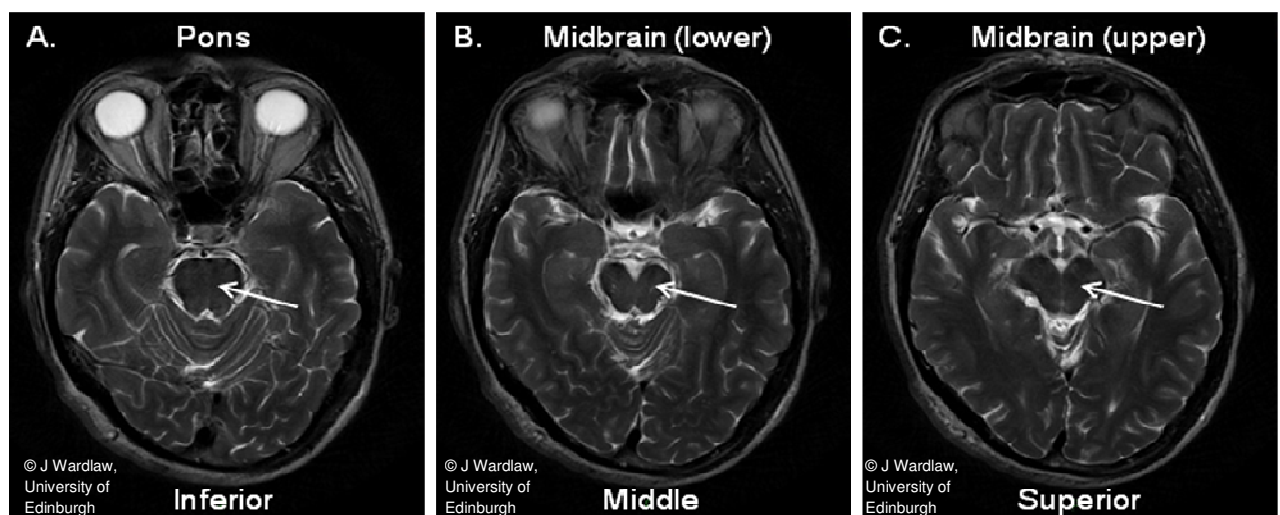 A. Pons
B. Midbrain (lower)
C. Midbrain (upper)
© J Wardlaw,
University of
Edinburgh
Inferior
© J Wardlaw,
University of
Edinburgh
Middle
© J Wardlaw,
University of
Edinburgh
Superior